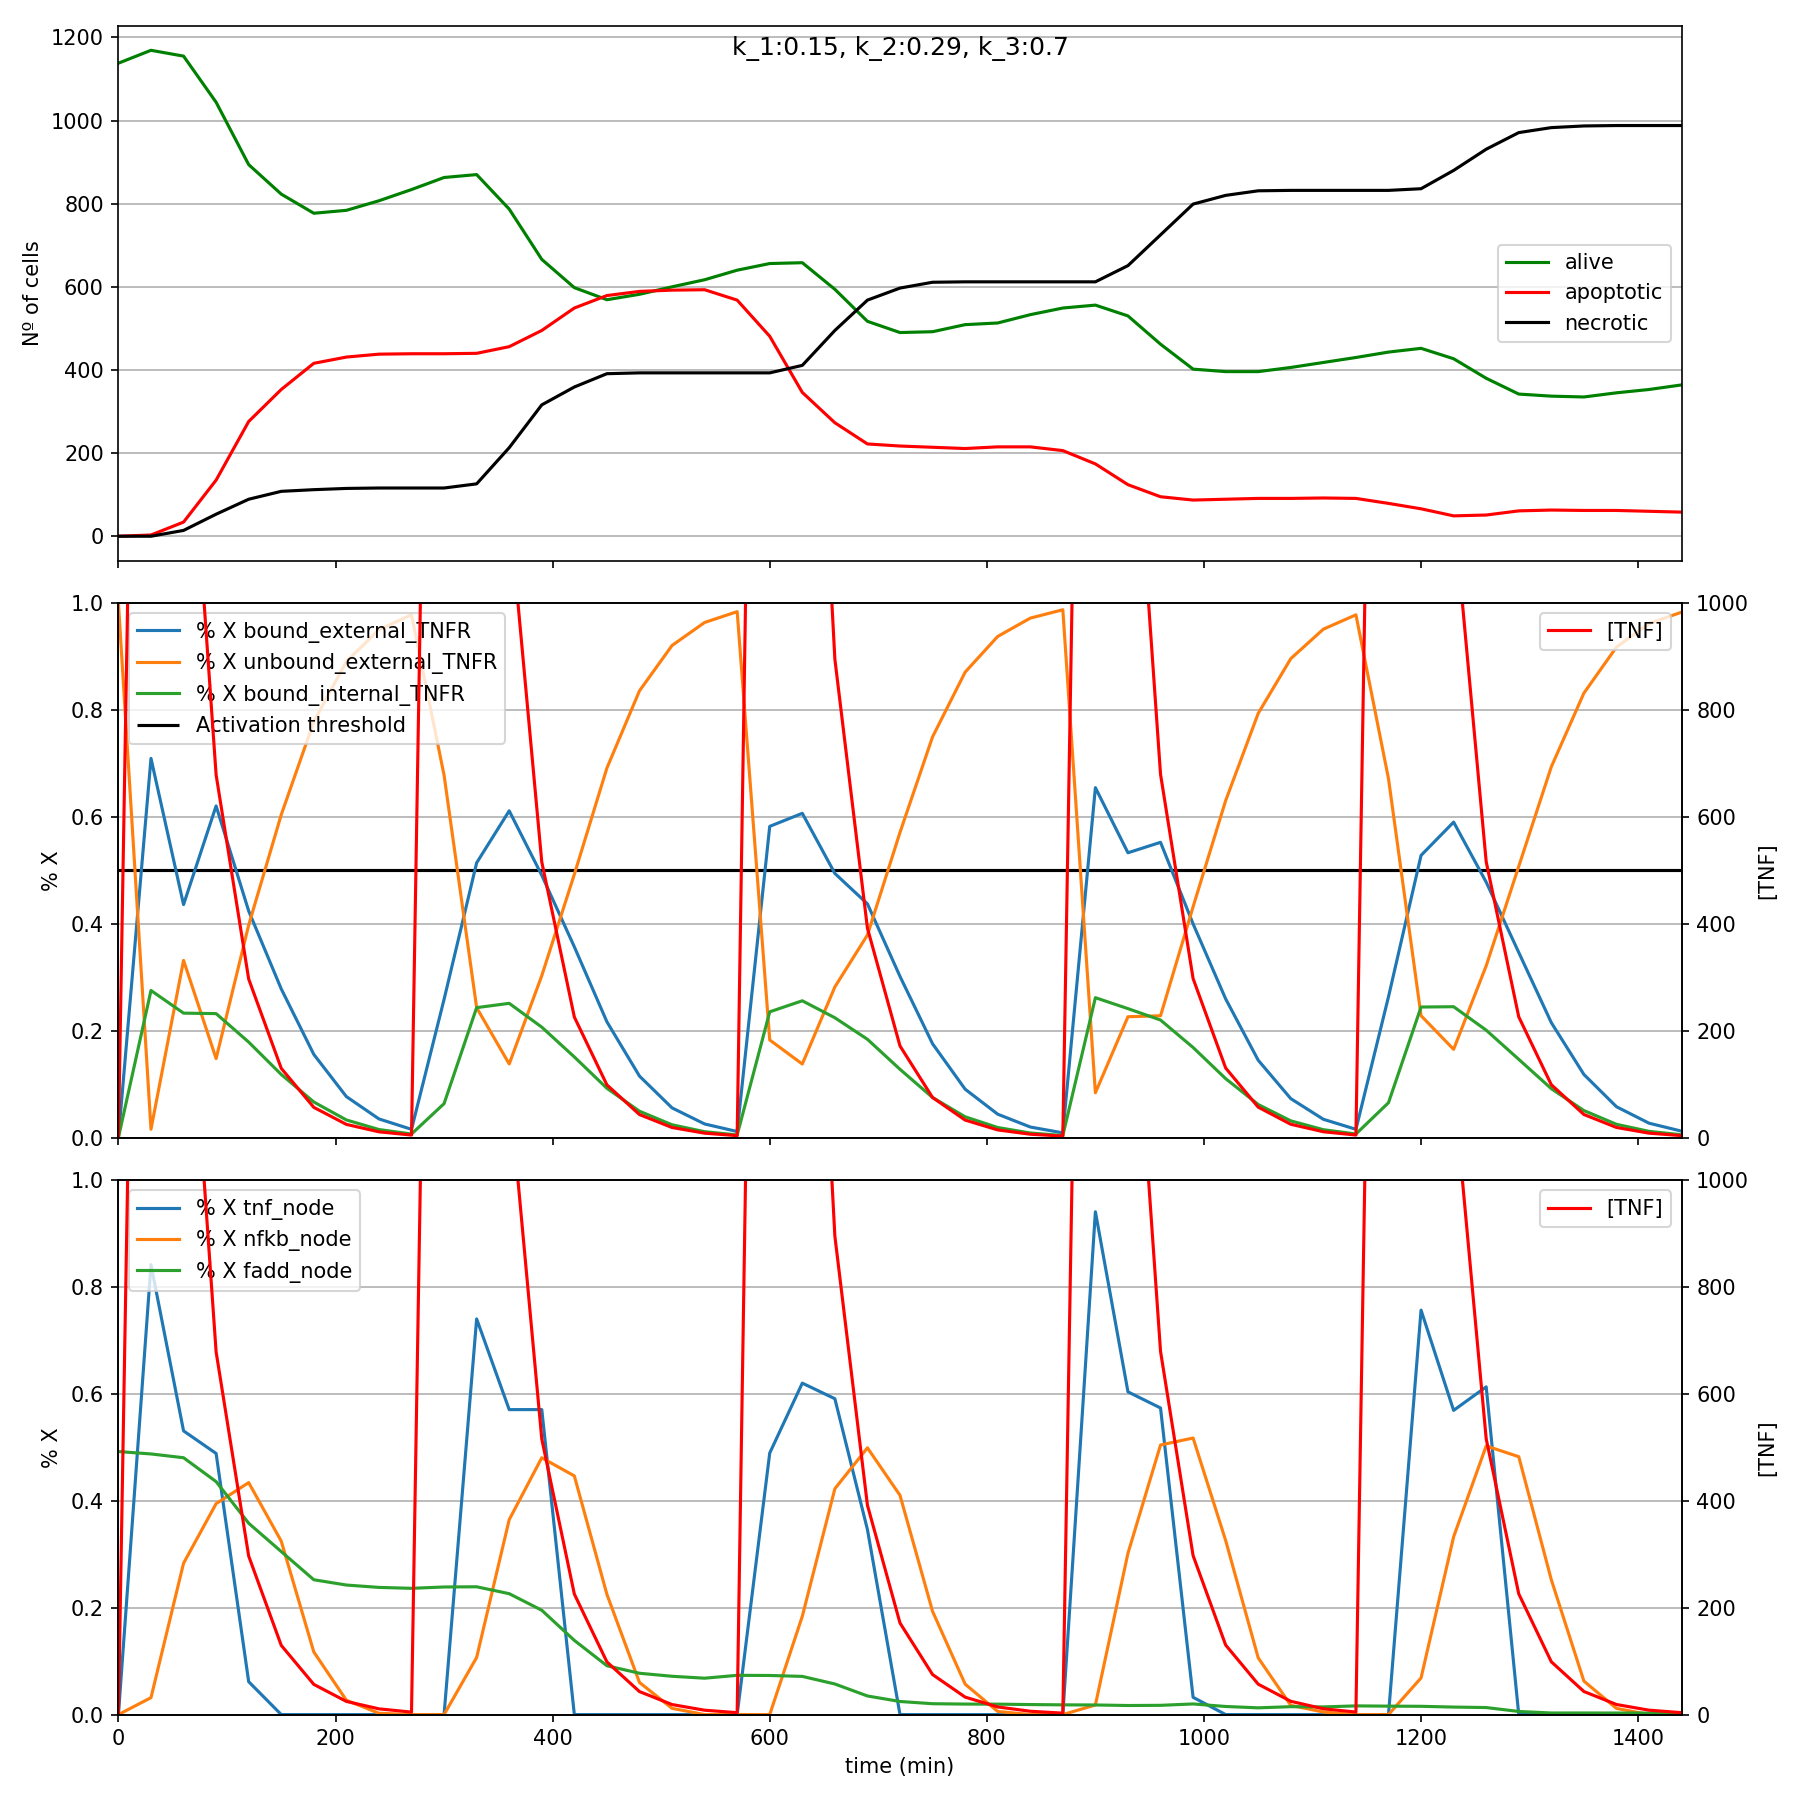 k_1:0.15, k_2:0.29, k_3:0.7
1200
1000
800
600
400
200
0
Nº of cells
alive
apoptotic
necrotic
1.0
0.8
0.6
0.4
0.2
0.0
% X
% X bound_external_TNFR
% X unbound_external_TNFR
% X bound_internal_TNFR
Activation threshold
[TNF]
1000
800
600
400
200
0
[TNF]
1.0
0.8
0.6
0.4
0.2
0.0
% X
% X tnf_node
% X nfkb_node
% X fadd_node
[TNF]
1000
800
600
400
200
0
[TNF]
0 200 400 600 800 1000 1200 1400
time (min)